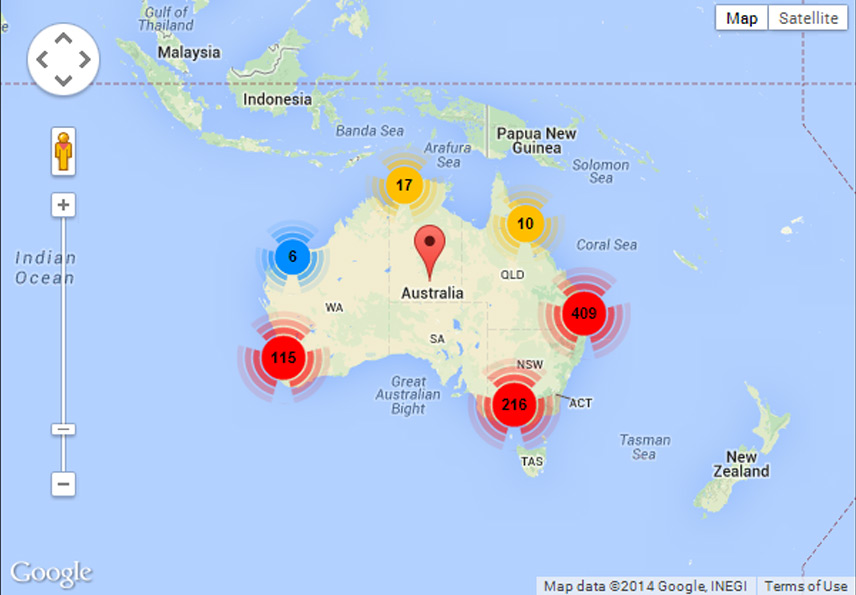 Gulf of
Thailand
Map
Satellite
Malaysia
Indonesia
Banda Sea
Papua New
Guinea
Arafura
Sea
Solomon
Sea
17
10
Coral Sea
6
Indian
Ocean
QLD
Australia
WA
409
SA
115
NSW
Great
Australian
Bight
216
ACT
Tasman
Sea
TAS
New
Zealand
Google
Map data ©2014 Google, INEGI
Terms of Use